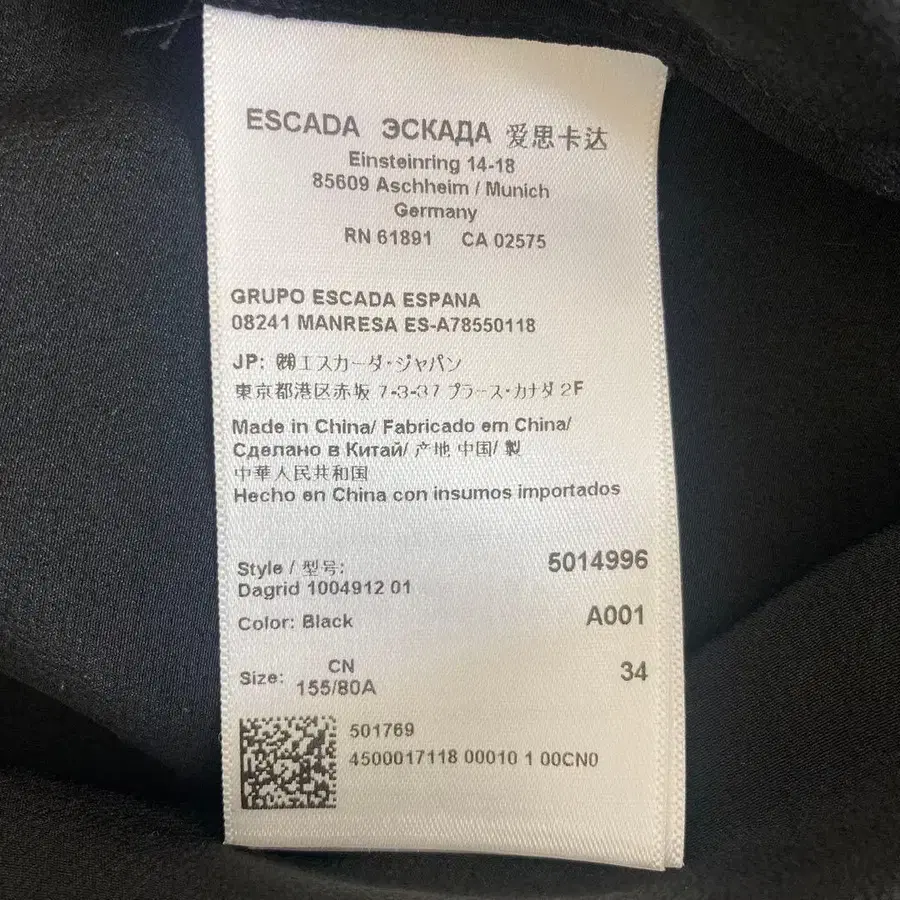 ESCADA ЭСКАДА 爱思卡达
Einsteinring 14-18
85609 Aschheim / Munich
Germany
RN 61891 CA 02575
GRUPO ESCADA ESPANA
08241 MANRESA ES-A78550118
JP: ㈱エスカーダ・ジャパン
東京都港区赤坂 7-3-37 プラース・カナダ 2F
Made in China/ Fabricado em China/
Сделано в Китай/ 产地 中国/ 製
中華人民共和国
Hecho en China con insumos importados
Style / 型号: 5014996
Dagrid 1004912 01
Color: Black A001
CN
Size: 155/80A 34
501769
4500017118 00010 1 00CN0